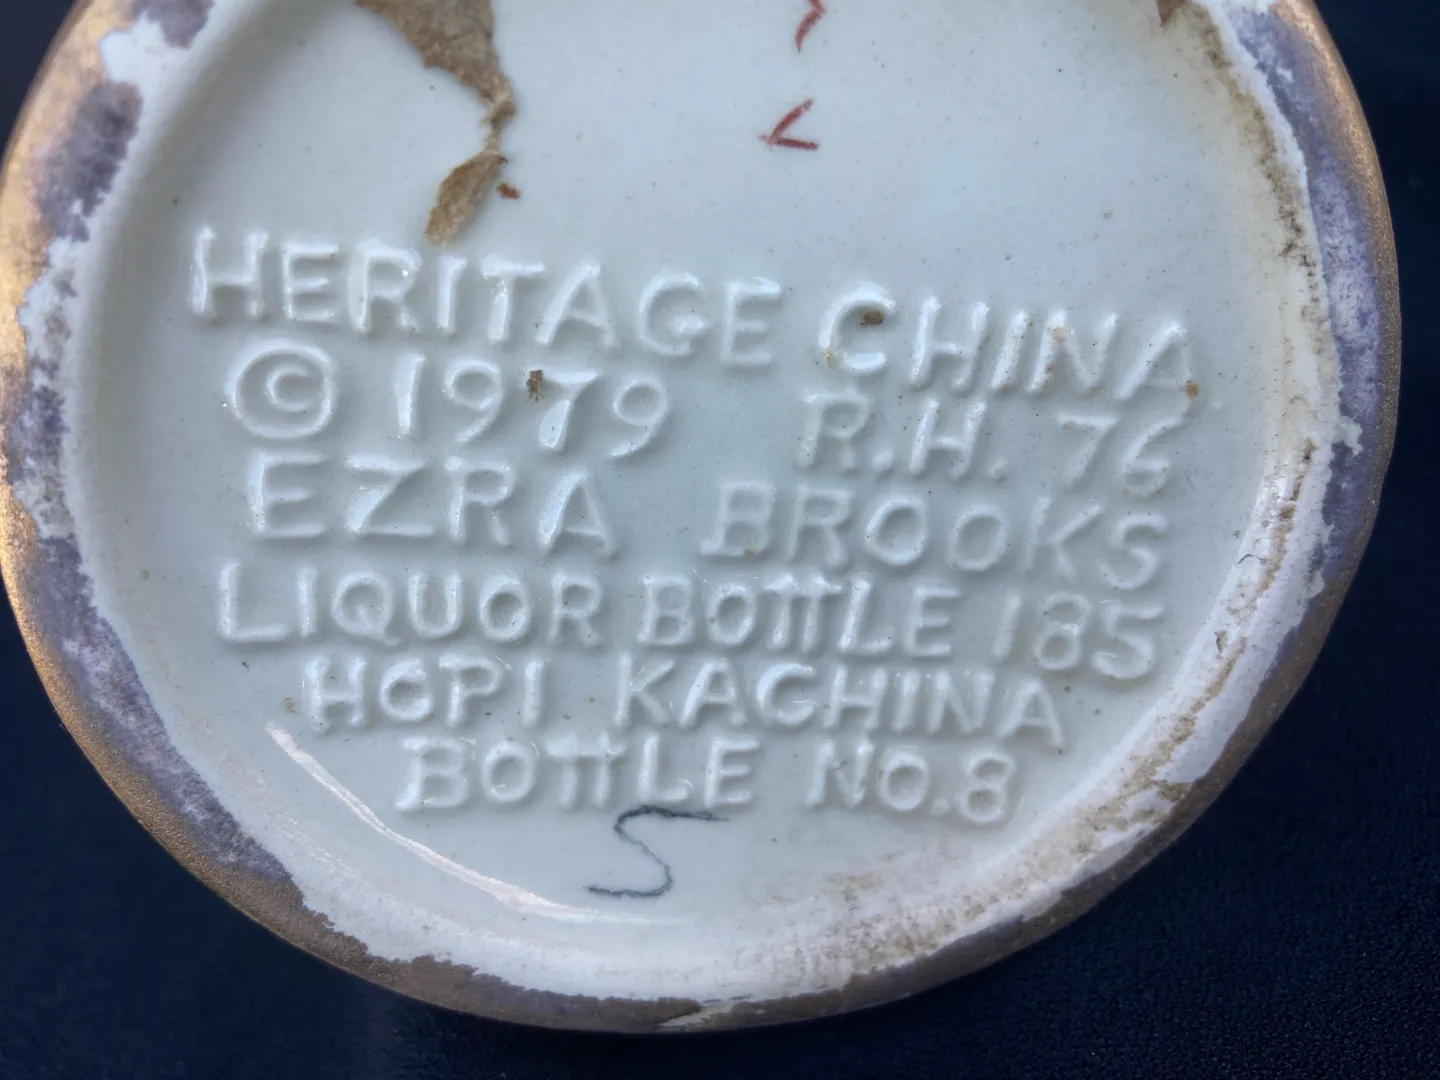 HERITAGE CHINA
© 1979 R.H. 76
EZRA BROOKS
LIQUOR BOTTLE 185
HOPI KACHINA
BOTTLE NO.8
S